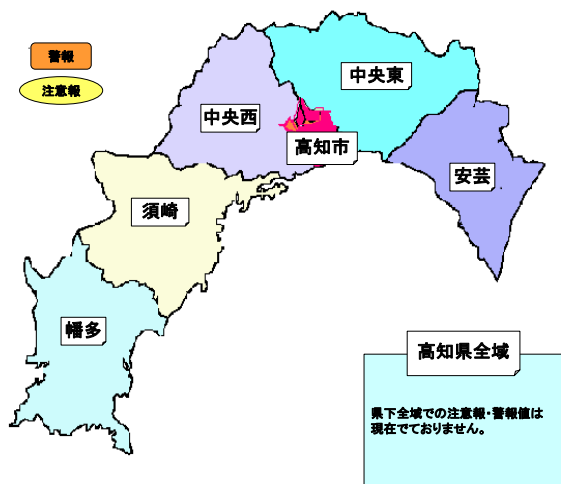 警報
注意報
中央東
中央西
高知市
安芸
須崎
幡多
高知県全域
県下全域での注意報・警報値は
現在でておりません。